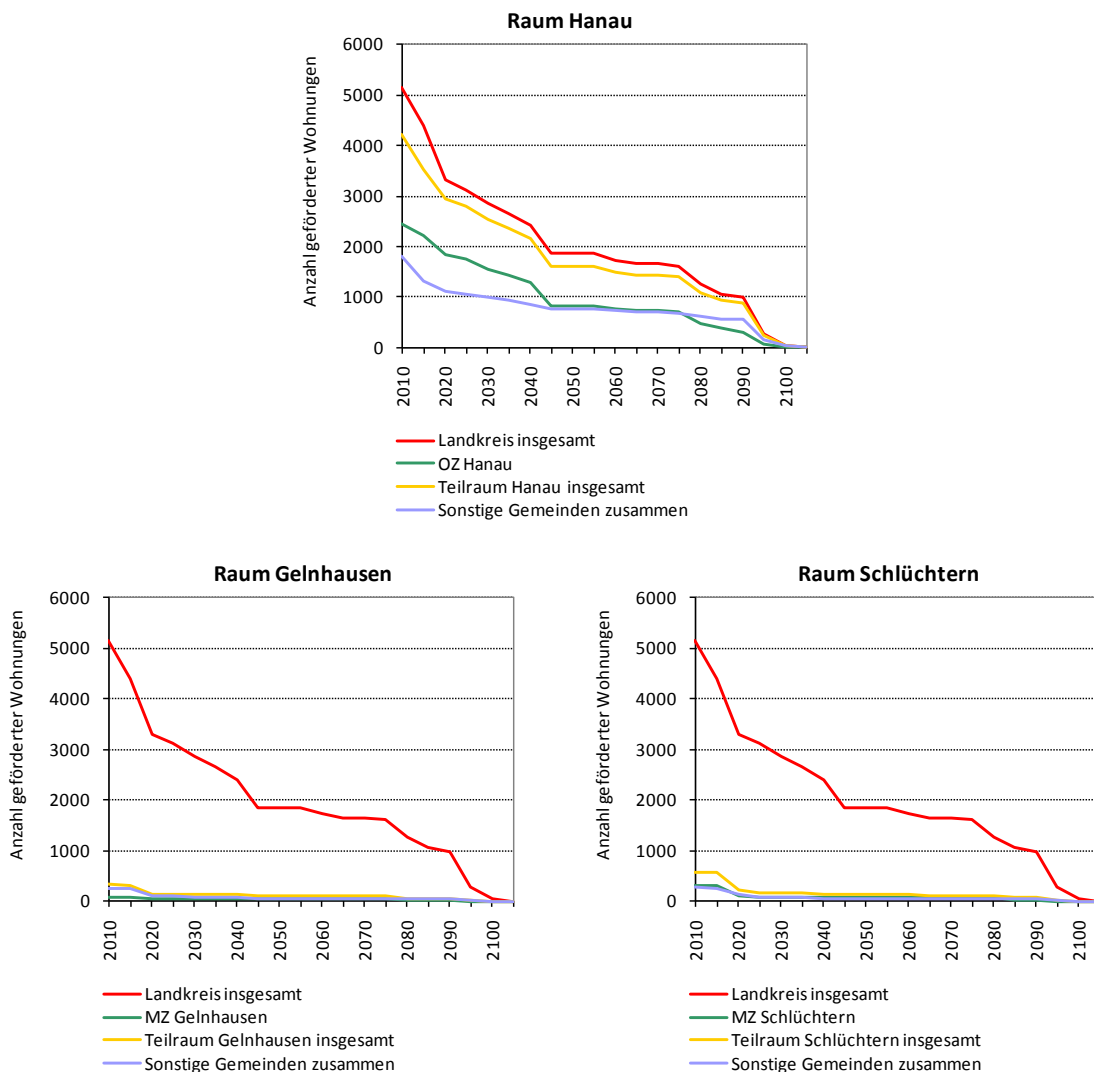 Raum Hanau
Anzahl geförderter Wohnungen
6000
5000
4000
3000
2000
1000
0
2010
2020
2030
2040
2050
2060
2070
2080
2090
2100
Landkreis insgesamt
OZ Hanau
Teilraum Hanau insgesamt
Sonstige Gemeinden zusammen
Raum Gelnhausen
Anzahl geförderter Wohnungen
6000
5000
4000
3000
2000
1000
0
2010
2020
2030
2040
2050
2060
2070
2080
2090
2100
Landkreis insgesamt
MZ Gelnhausen
Teilraum Gelnhausen insgesamt
Sonstige Gemeinden zusammen
Raum Schlüchtern
Anzahl geförderter Wohnungen
6000
5000
4000
3000
2000
1000
0
2010
2020
2030
2040
2050
2060
2070
2080
2090
2100
Landkreis insgesamt
MZ Schlüchtern
Teilraum Schlüchtern insgesamt
Sonstige Gemeinden zusammen